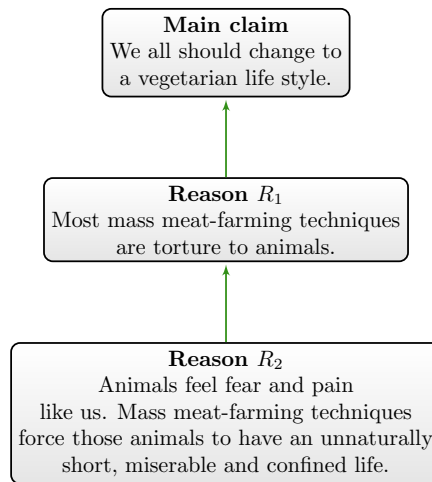 Main claim
We all should change to
a vegetarian life style.
Reason R₁
Most mass meat-farming techniques
are torture to animals.
Reason R₂
Animals feel fear and pain
like us. Mass meat-farming techniques
force those animals to have an unnaturally
short, miserable and confined life.